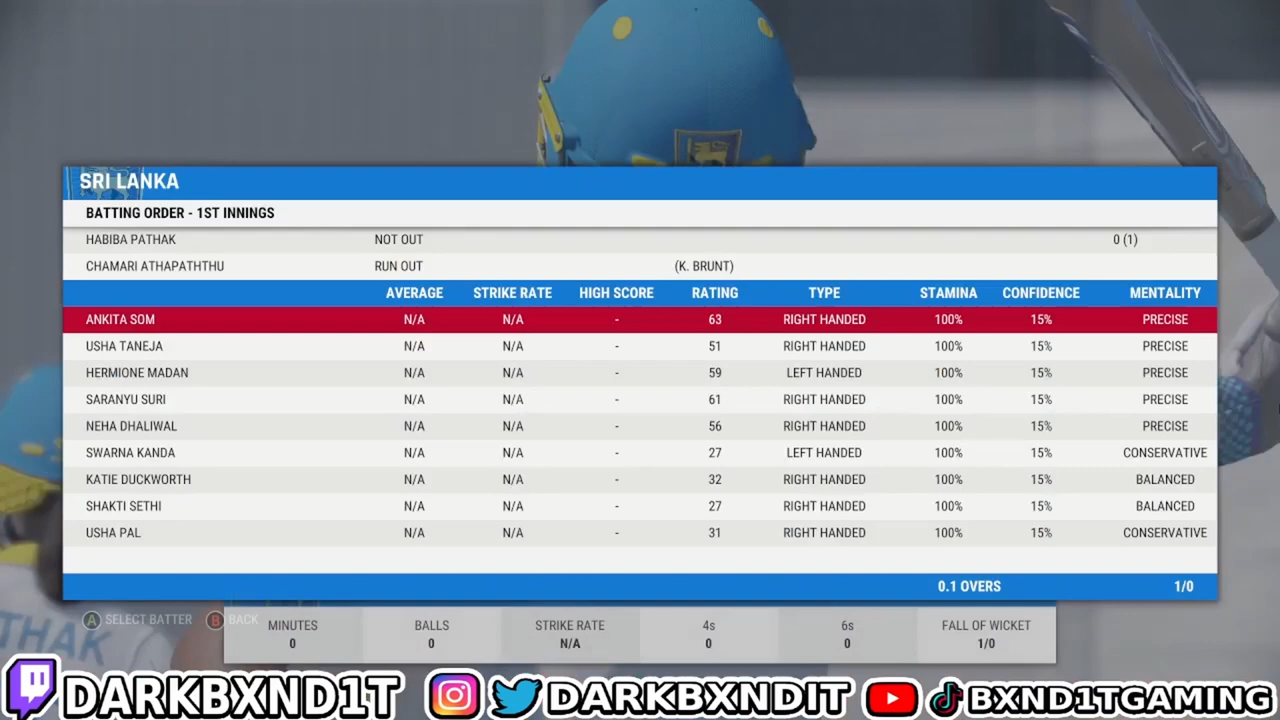 SRI LANKA
BATTING ORDER - 1ST INNINGS
HABIBA PATHAK NOT OUT 0 (1)
CHAMARI ATHAPATHTHU RUN OUT (K. BRUNT)
AVERAGE STRIKE RATE HIGH SCORE RATING TYPE STAMINA CONFIDENCE MENTALITY
ANKITA SOM N/A N/A - 63 RIGHT HANDED 100% 15% PRECISE
USHA TANEJA N/A N/A - 51 RIGHT HANDED 100% 15% PRECISE
HERMIONE MADAN N/A N/A - 59 LEFT HANDED 100% 15% PRECISE
SARANYU SURI N/A N/A - 61 RIGHT HANDED 100% 15% PRECISE
NEHA DHALIWAL N/A N/A - 56 RIGHT HANDED 100% 15% PRECISE
SWARNA KANDA N/A N/A - 27 LEFT HANDED 100% 15% CONSERVATIVE
KATIE DUCKWORTH N/A N/A - 32 RIGHT HANDED 100% 15% BALANCED
SHAKTI SETHI N/A N/A - 27 RIGHT HANDED 100% 15% BALANCED
USHA PAL N/A N/A - 31 RIGHT HANDED 100% 15% CONSERVATIVE
0.1 OVERS 1/0
A SELECT BATTER B BACK
MINUTES BALLS STRIKE RATE 4s 6s FALL OF WICKET
0 0 N/A 0 0 1/0
THAK
DARKBXND1T DARKBXNDIT BXND1TGAMING